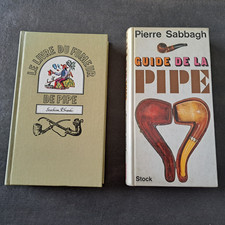 LE LIVRE DU FUMEUR
DE PIPE
Pierre Sabbagh
GUIDE DE LA
PIPE
Stock